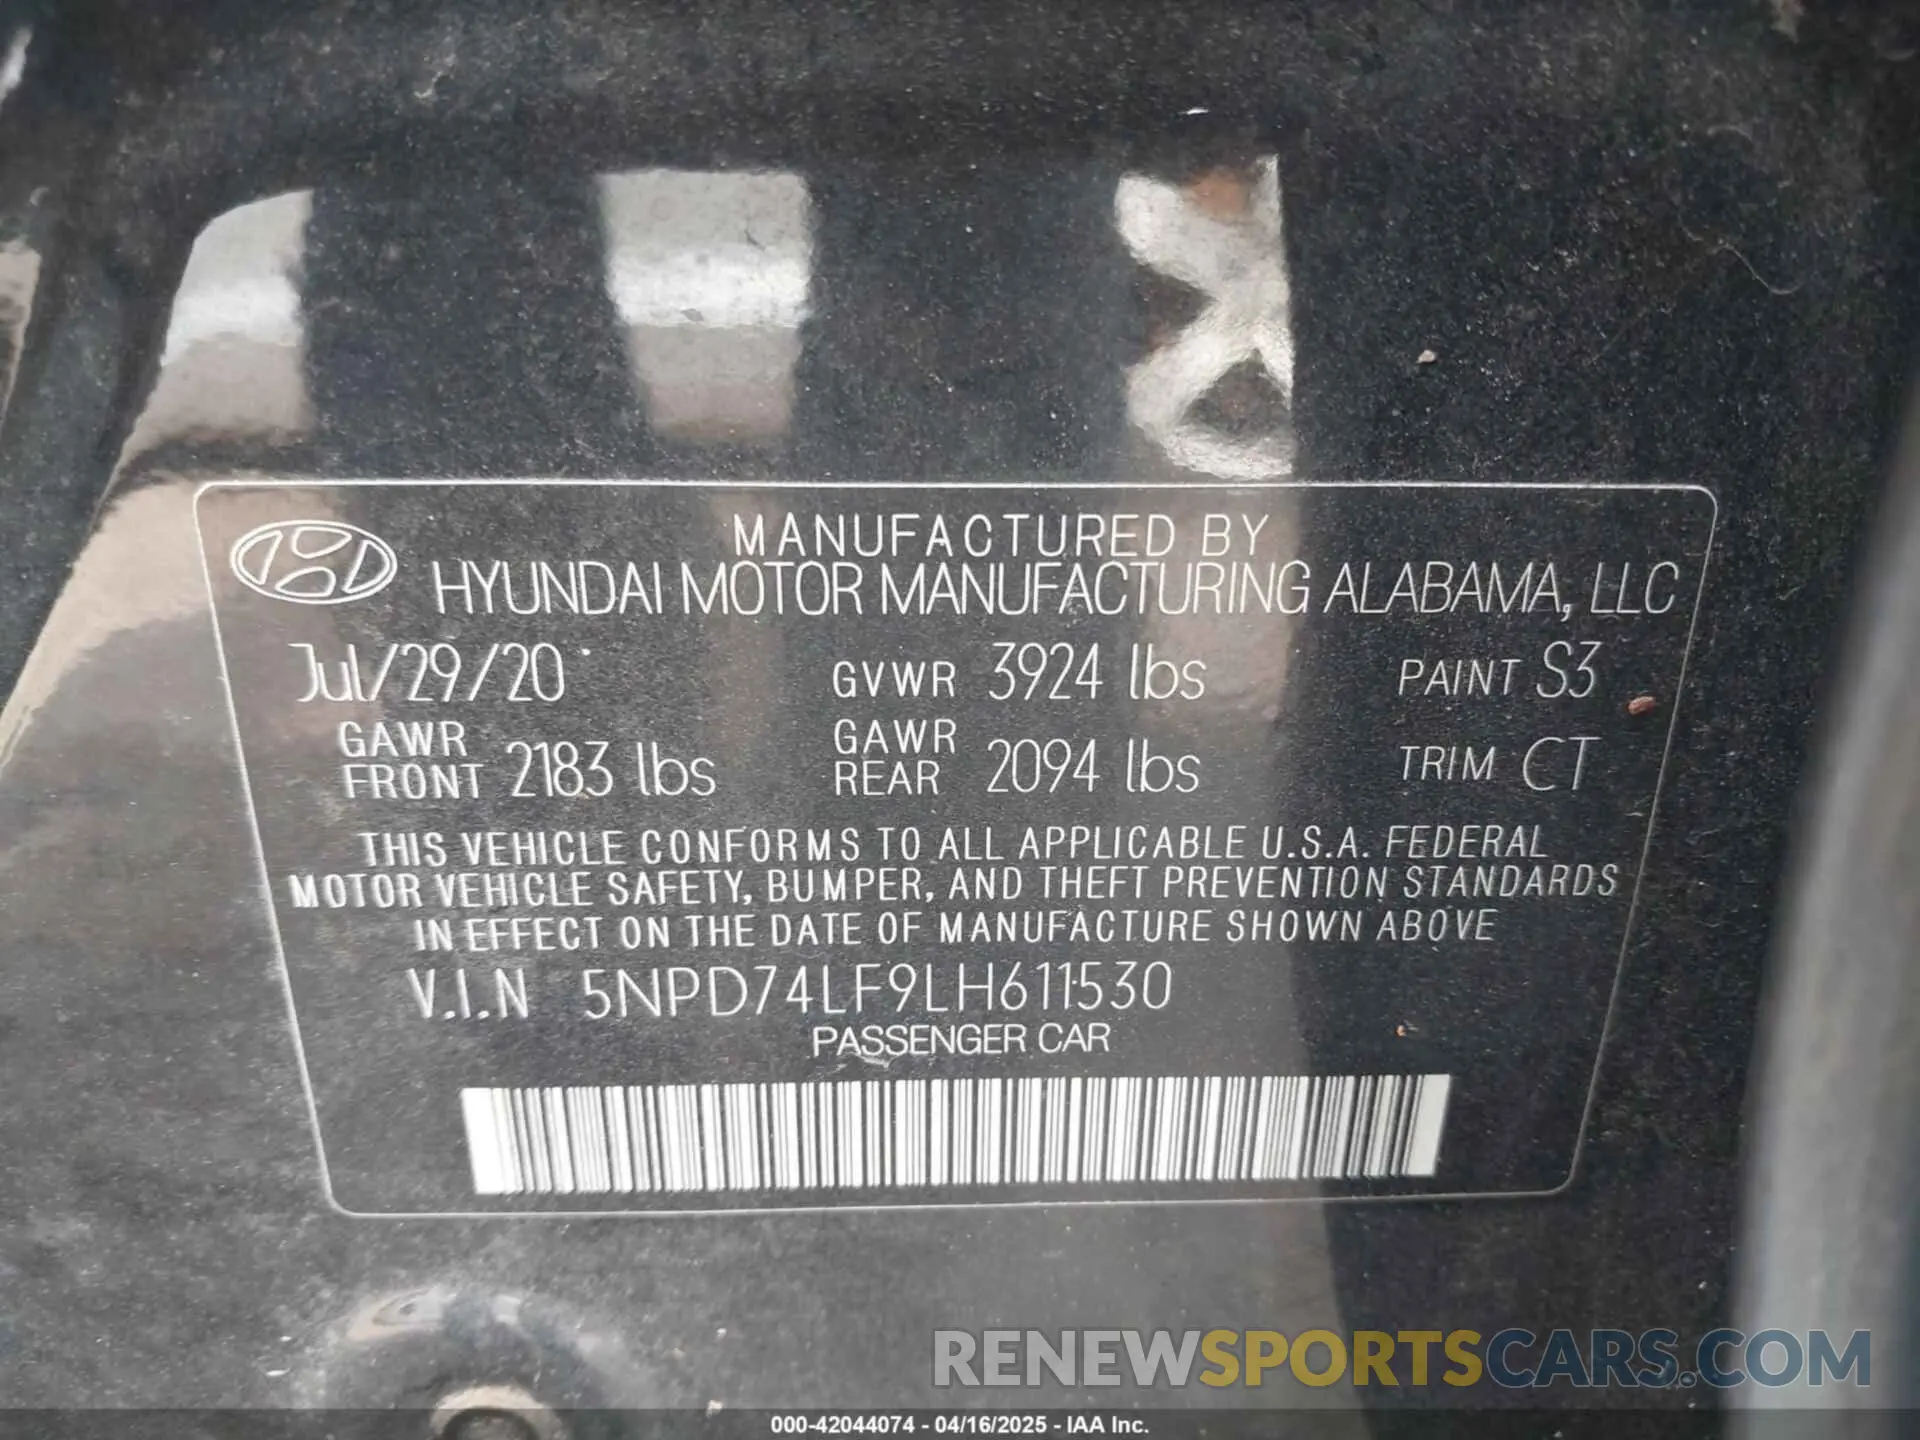 MANUFACTURED BY
HYUNDAI MOTOR MANUFACTURING ALABAMA, LLC
Jul/29/20 GVWR 3924 lbs PAINT S3
GAWR FRONT 2183 lbs GAWR REAR 2094 lbs TRIM CT
THIS VEHICLE CONFORMS TO ALL APPLICABLE U.S.A. FEDERAL
MOTOR VEHICLE SAFETY, BUMPER, AND THEFT PREVENTION STANDARDS
IN EFFECT ON THE DATE OF MANUFACTURE SHOWN ABOVE
V.I.N 5NPD74LF9LH611530
PASSENGER CAR
RENEWSPORTSCARS.COM
000-42044074 - 04/16/2025 - IAA Inc.